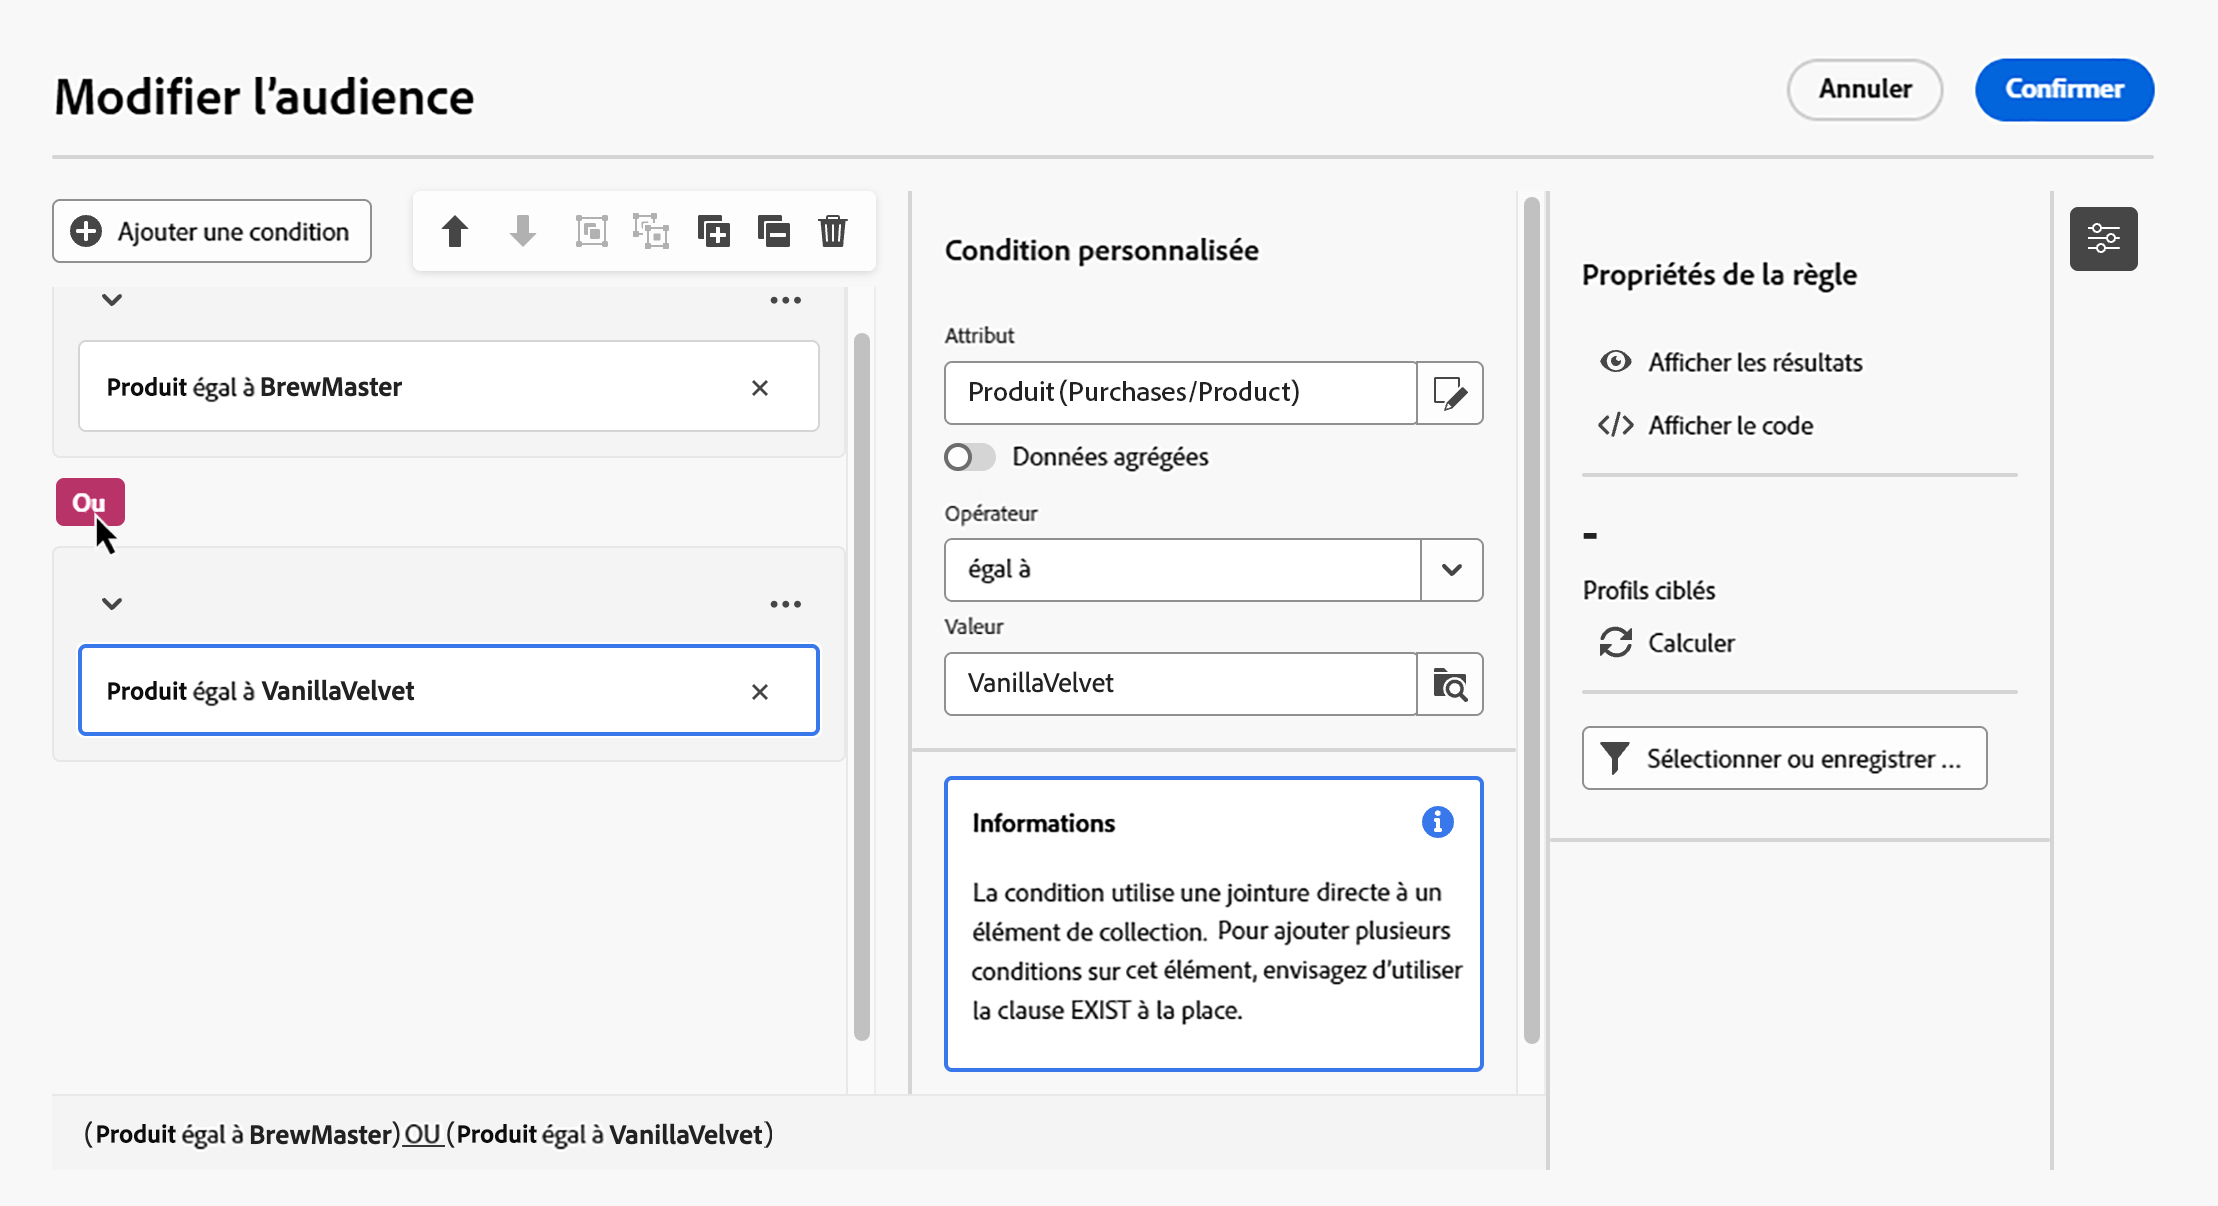 Modifier l’audience
Annuler
Confirmer
Ajouter une condition
Produit égal à BrewMaster
Ou
Produit égal à VanillaVelvet
Condition personnalisée
Attribut
Produit (Purchases/Product)
Données agrégées
Opérateur
égal à
Valeur
VanillaVelvet
Informations
La condition utilise une jointure directe à un
élément de collection. Pour ajouter plusieurs
conditions sur cet élément, envisagez d’utiliser
la clause EXIST à la place.
Propriétés de la règle
Afficher les résultats
Afficher le code
-
Profils ciblés
Calculer
Sélectionner ou enregistrer ...
(Produit égal à BrewMaster) OU (Produit égal à VanillaVelvet)